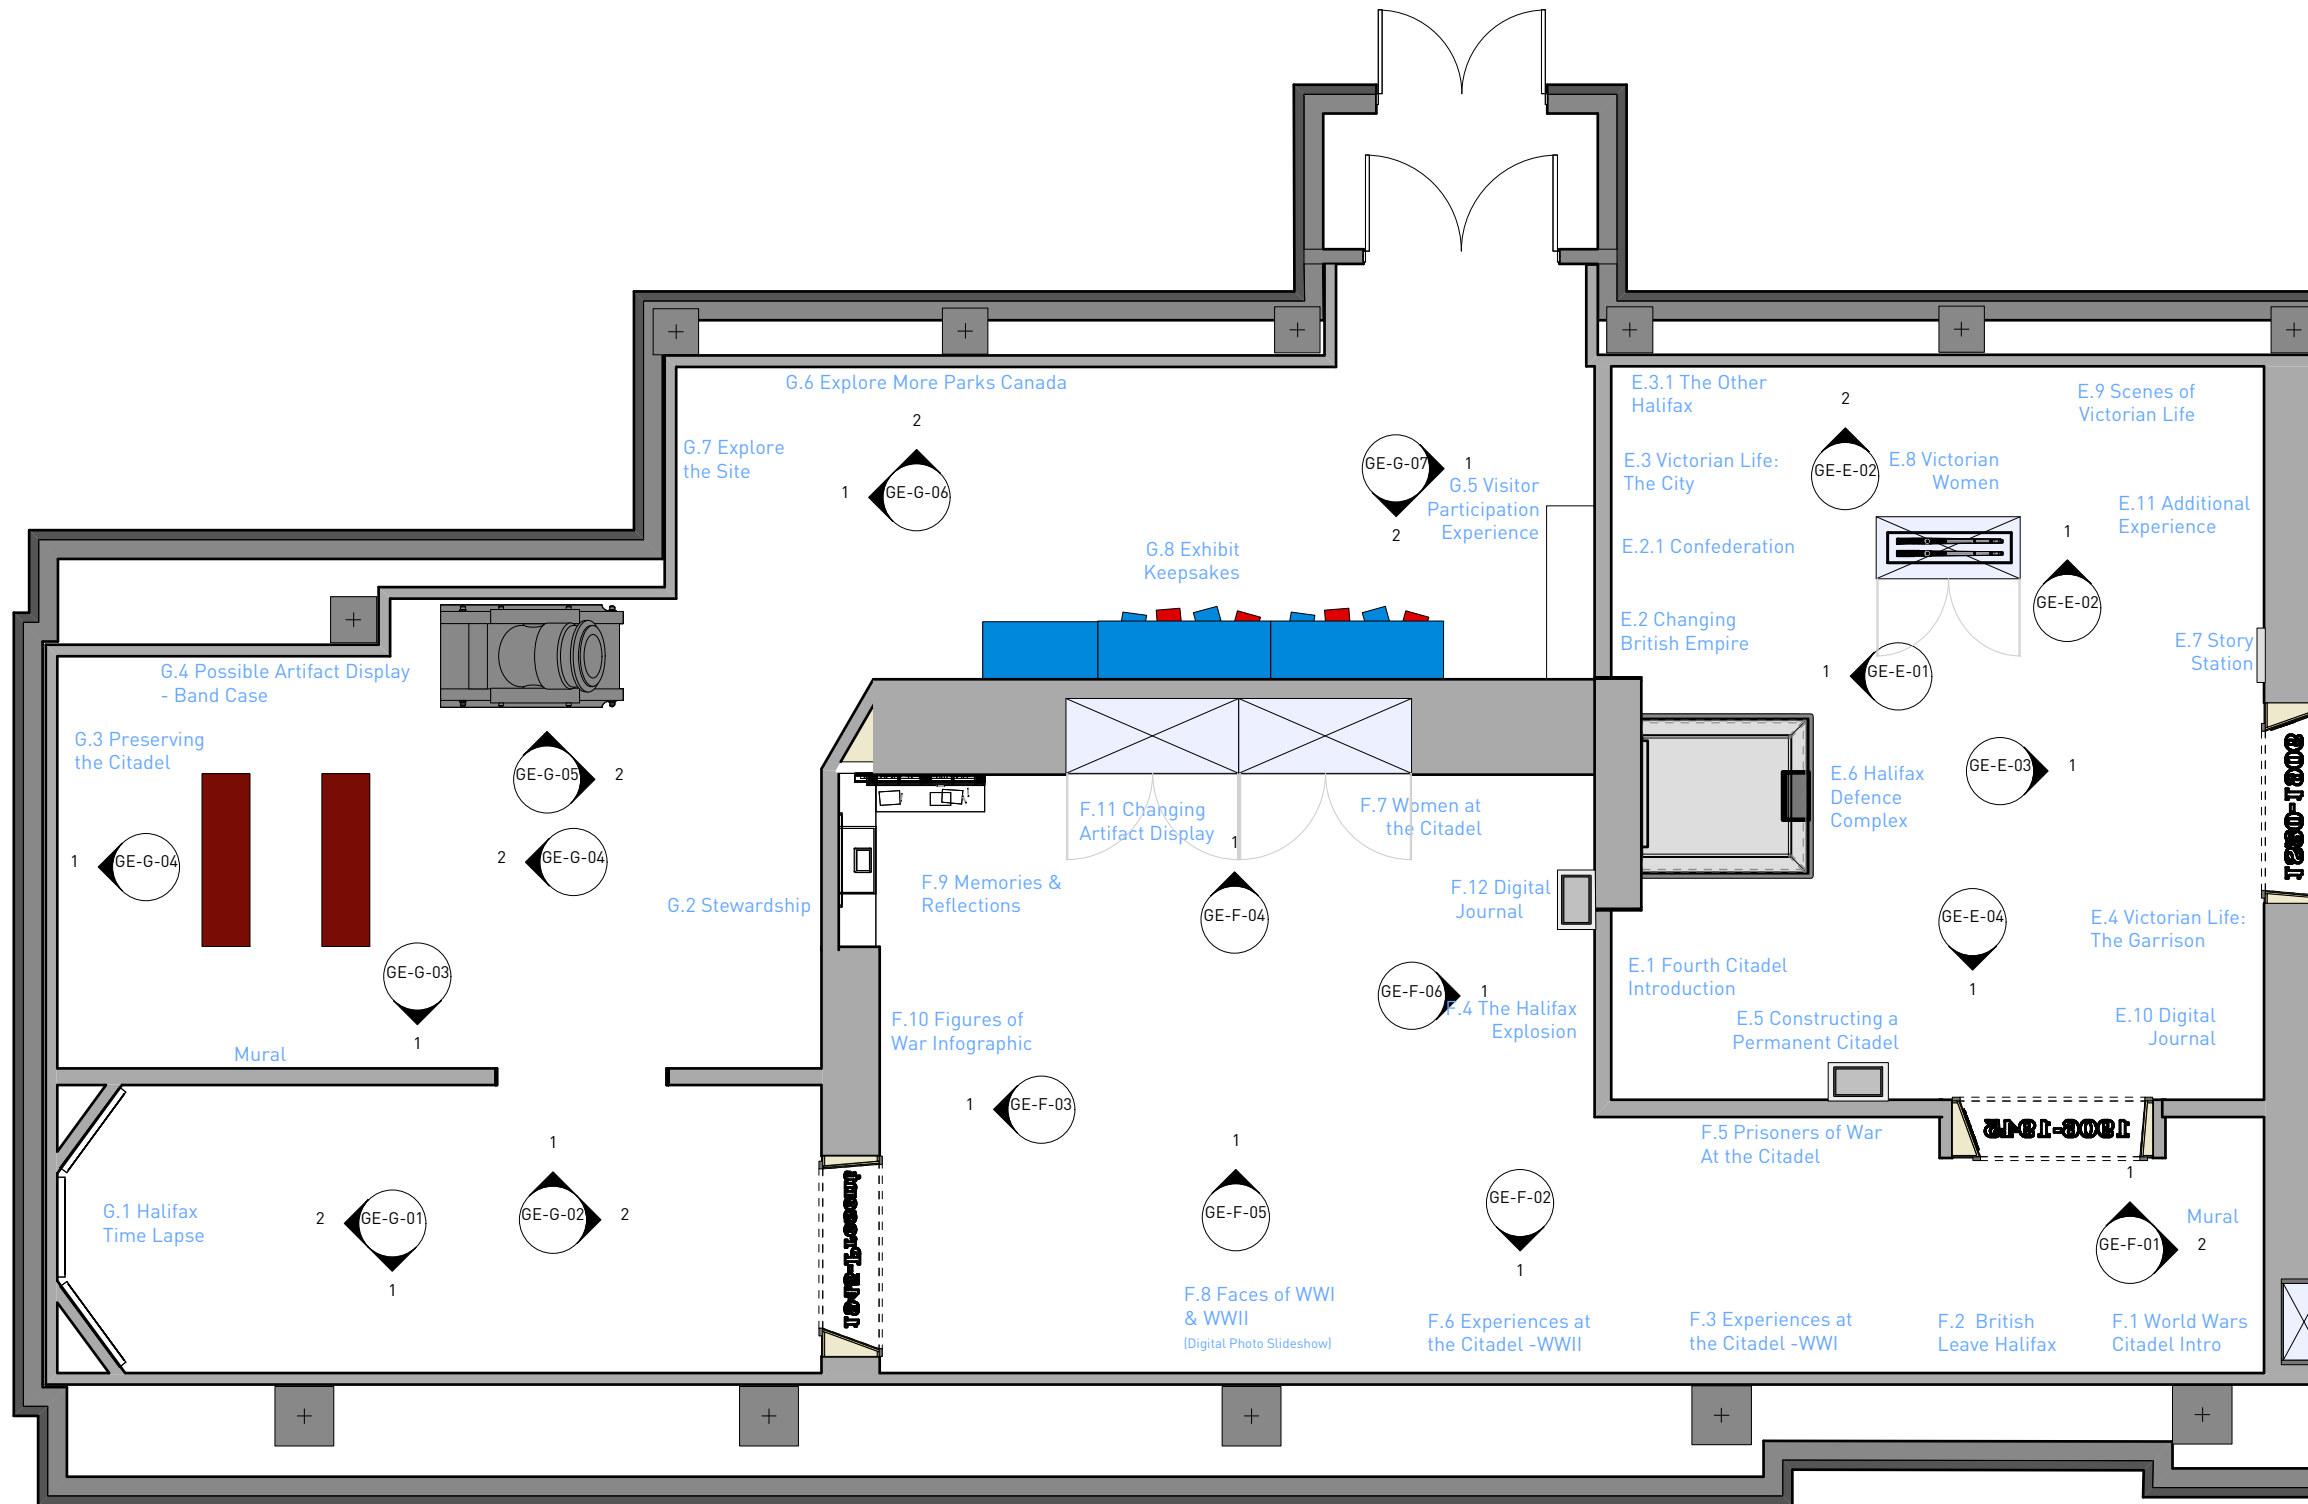 G.6 Explore More Parks Canada
G.7 Explore
the Site
2
1
GE-G-06
GE-G-07
1
2
G.5 Visitor
Participation
Experience
G.8 Exhibit
Keepsakes
G.4 Possible Artifact Display
- Band Case
G.3 Preserving
the Citadel
GE-G-05
2
1
GE-G-04
2
GE-G-04
G.2 Stewardship
GE-G-03
1
Mural
G.1 Halifax
Time Lapse
2
GE-G-01
1
1
GE-G-02
2
1945-Present
E.3.1 The Other
Halifax
E.3 Victorian Life:
The City
E.2.1 Confederation
E.2 Changing
British Empire
2
GE-E-02
E.8 Victorian
Women
E.9 Scenes of
Victorian Life
E.11 Additional
Experience
1
GE-E-02
E.7 Story
Station
1
GE-E-01
GE-E-03
1
E.6 Halifax
Defence
Complex
GE-E-04
1
E.4 Victorian Life:
The Garrison
E.1 Fourth Citadel
Introduction
E.5 Constructing a
Permanent Citadel
E.10 Digital
Journal
F.11 Changing
Artifact Display
F.7 Women at
the Citadel
1
GE-F-04
F.9 Memories &
Reflections
F.12 Digital
Journal
GE-F-06
1
F.4 The Halifax
Explosion
F.10 Figures of
War Infographic
1
GE-F-03
1
GE-F-05
GE-F-02
1
F.5 Prisoners of War
At the Citadel
1
GE-F-01
2
Mural
F.8 Faces of WWI
& WWII
(Digital Photo Slideshow)
F.6 Experiences at
the Citadel -WWII
F.3 Experiences at
the Citadel -WWI
F.2 British
Leave Halifax
F.1 World Wars
Citadel Intro